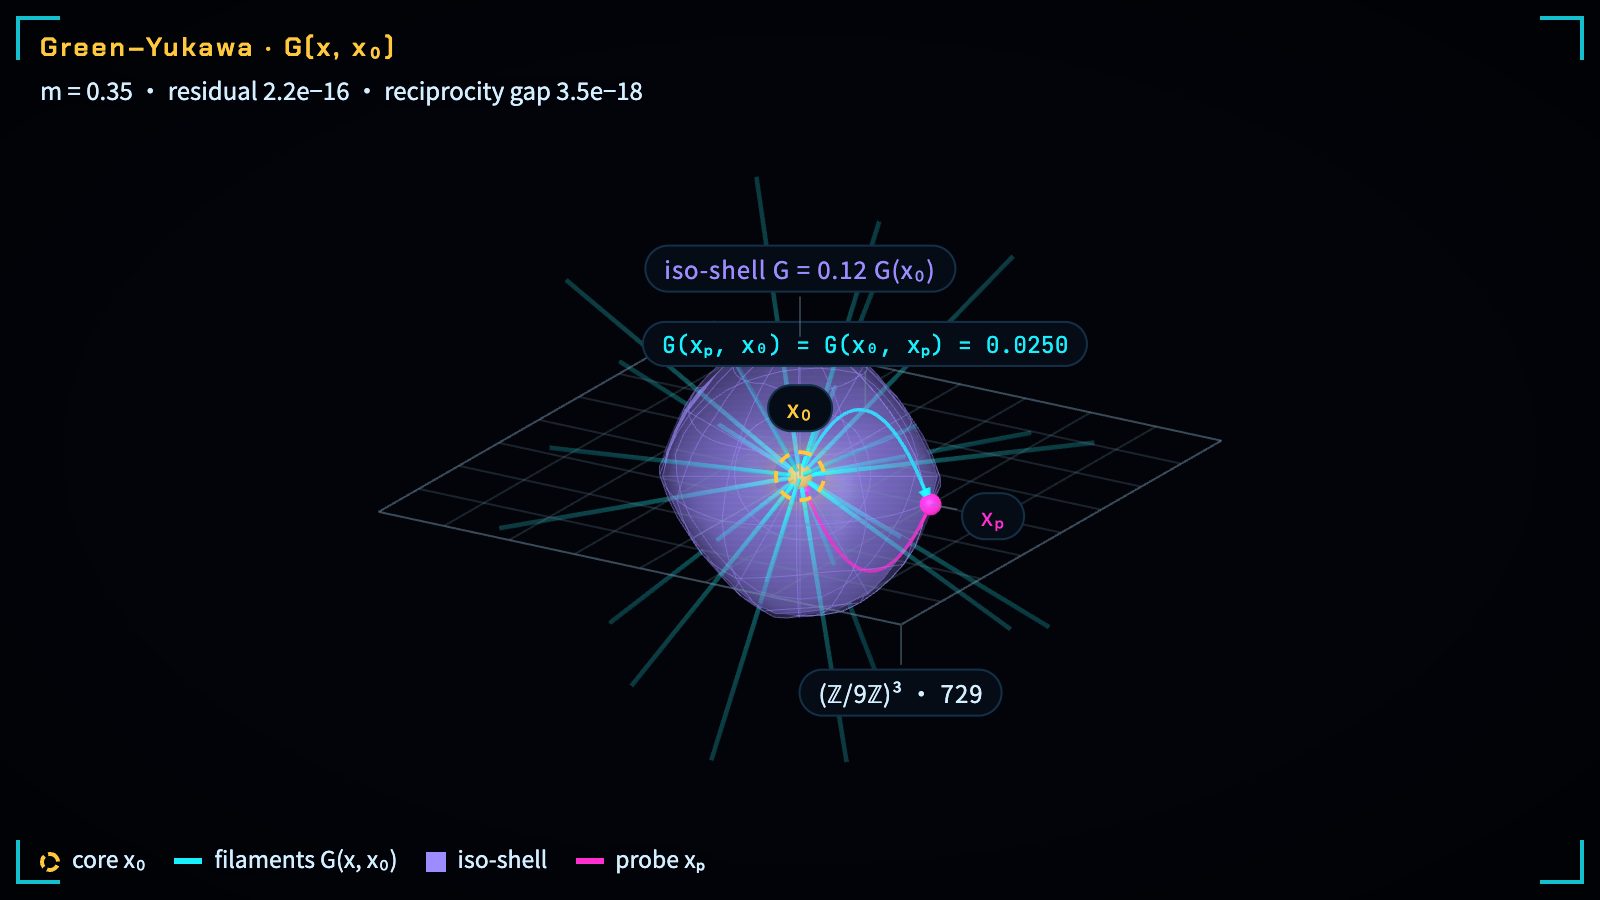 Green–Yukawa · G(x, x₀)
m = 0.35 • residual 2.2e−16 • reciprocity gap 3.5e−18
iso-shell G = 0.12 G(x₀)
G(xₚ, x₀) = G(x₀, xₚ) = 0.0250
x₀
xₚ
(ℤ/9ℤ)³ • 729
core x₀
filaments G(x, x₀)
iso-shell
probe xₚ